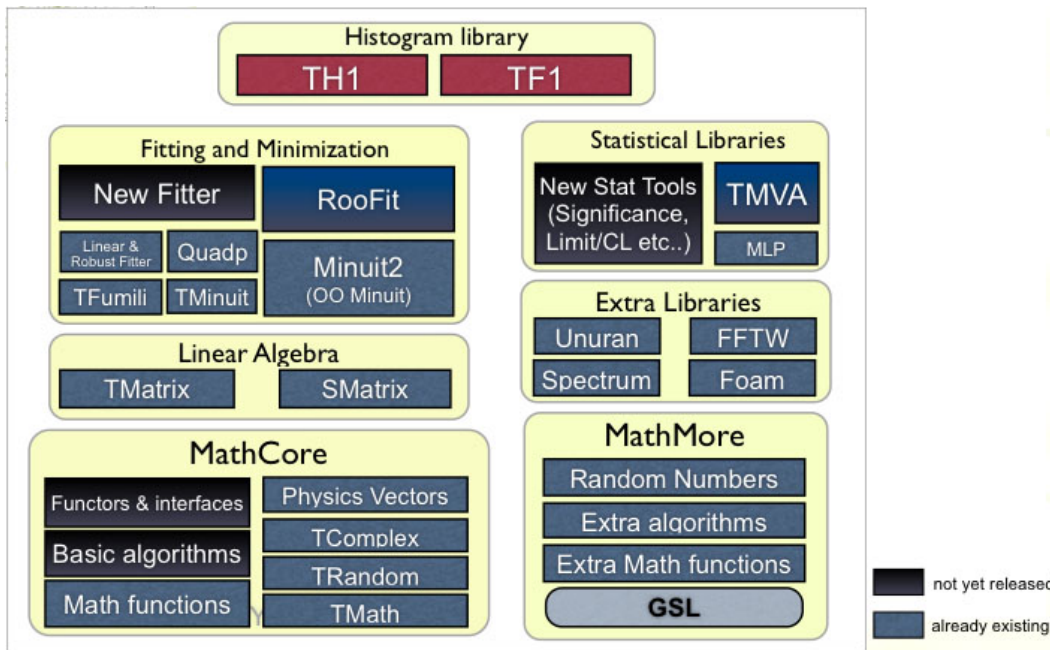 Histogram library
TH1
TF1
Fitting and Minimization
New Fitter
RooFit
Linear &
Robust Fitter
Quadp
TFumili
TMinuit
Minuit2
(OO Minuit)
Statistical Libraries
New Stat Tools
(Significance,
Limit/CL etc..)
TMVA
MLP
Extra Libraries
Unuran
FFTW
Spectrum
Foam
Linear Algebra
TMatrix
SMatrix
MathCore
Functors & interfaces
Basic algorithms
Math functions
Physics Vectors
TComplex
TRandom
TMath
MathMore
Random Numbers
Extra algorithms
Extra Math functions
GSL
not yet released
already existing